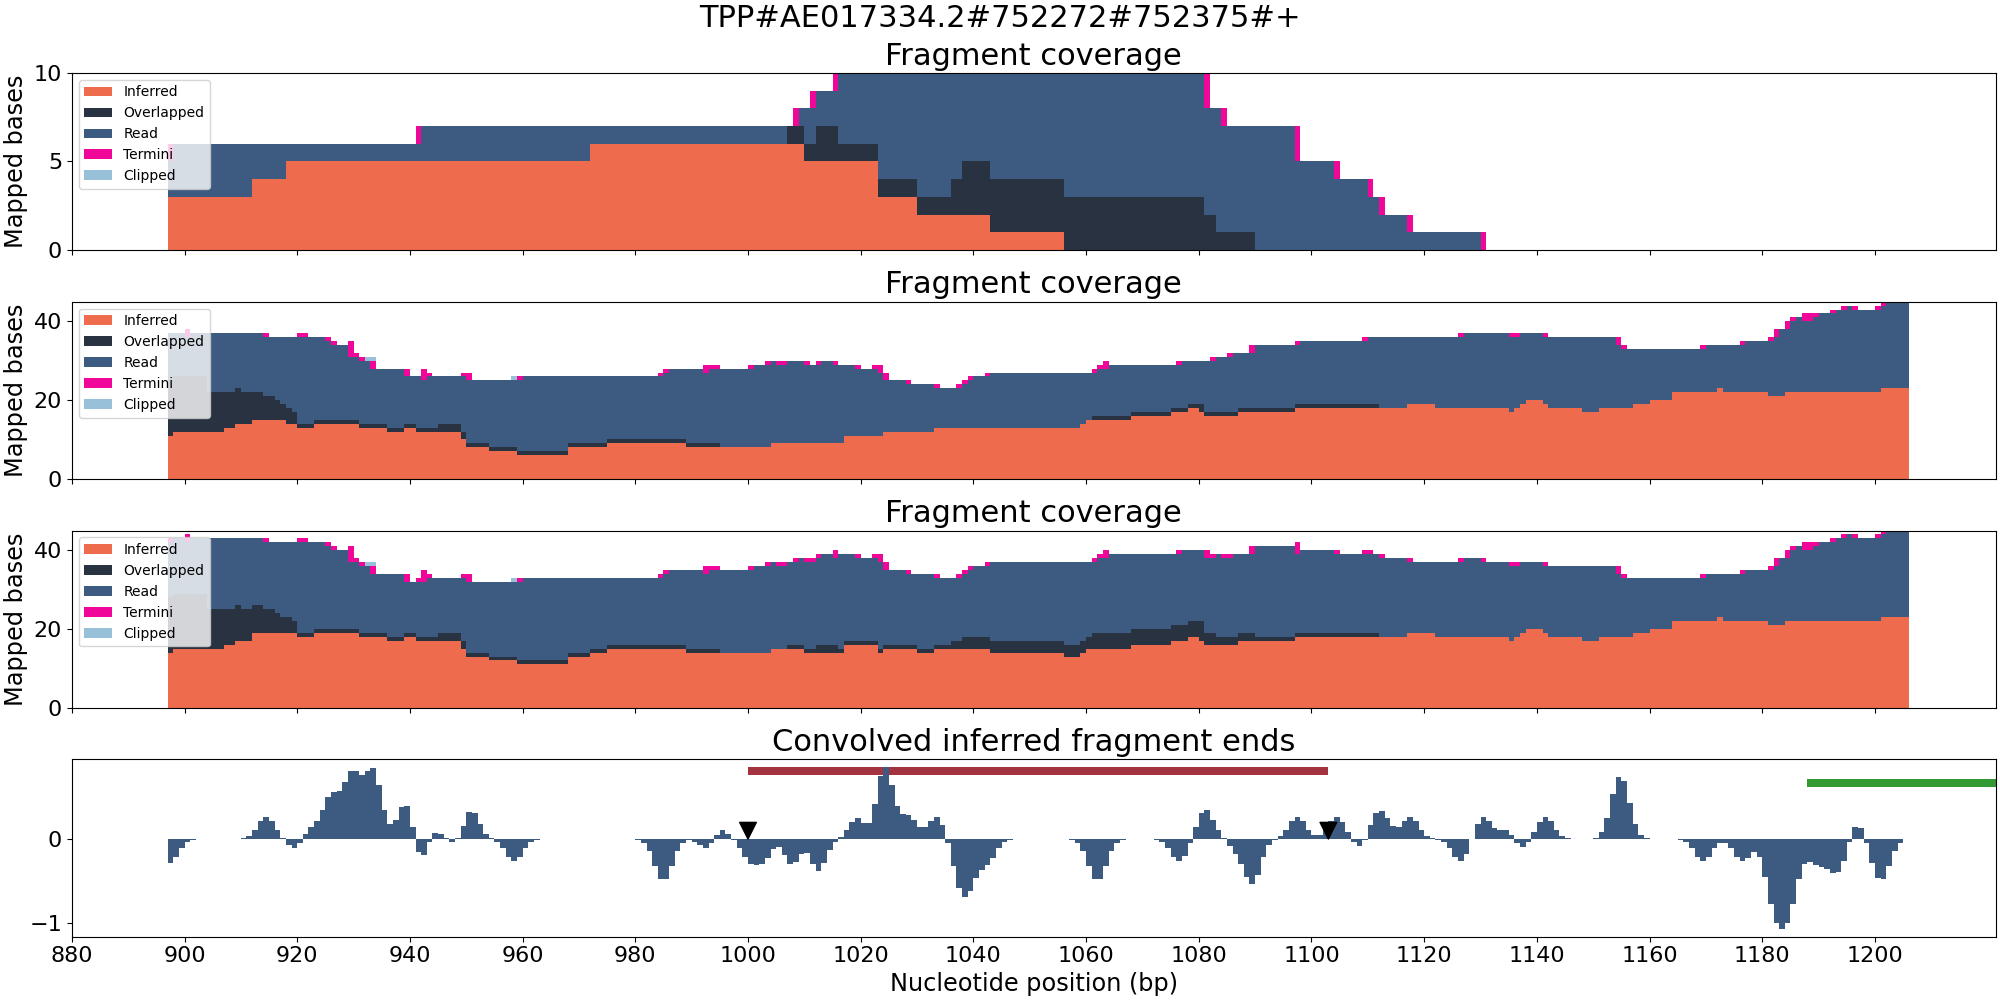 TPP#AE017334.2#752272#752375#+
Fragment coverage
Mapped bases
10
5
0
Inferred
Overlapped
Read
Termini
Clipped
Fragment coverage
Mapped bases
40
20
0
Inferred
Overlapped
Read
Termini
Clipped
Fragment coverage
Mapped bases
40
20
0
Inferred
Overlapped
Read
Termini
Clipped
Convolved inferred fragment ends
0
−1
880 900 920 940 960 980 1000 1020 1040 1060 1080 1100 1120 1140 1160 1180 1200
Nucleotide position (bp)